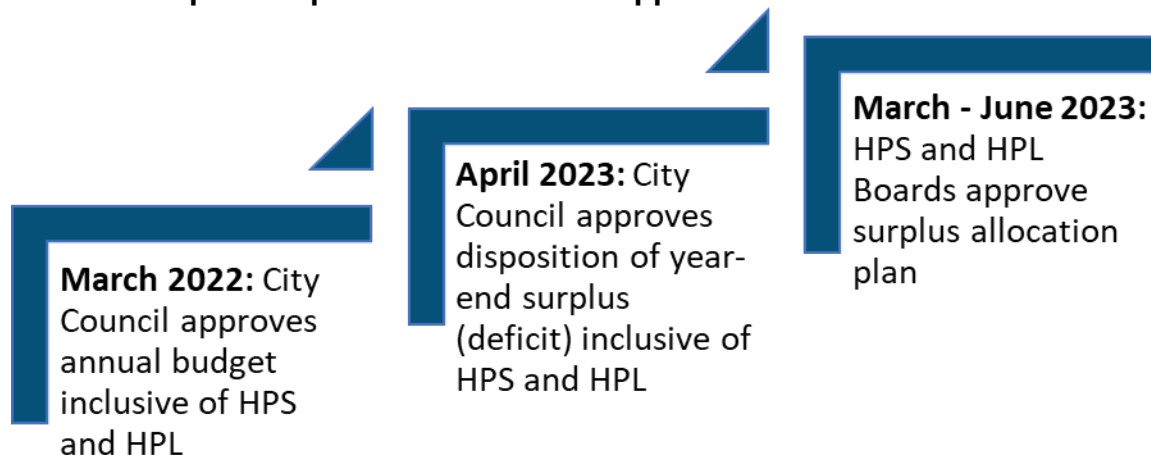 March 2022: City
Council approves
annual budget
inclusive of HPS
and HPL
April 2023: City
Council approves
disposition of year-
end surplus
(deficit) inclusive of
HPS and HPL
March - June 2023:
HPS and HPL
Boards approve
surplus allocation
plan